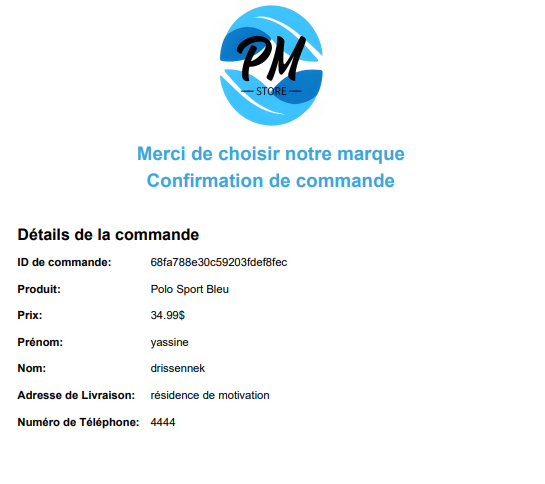 PM
STORE
Merci de choisir notre marque
Confirmation de commande
Détails de la commande
ID de commande: 68fa788e30c59203fdef8fec
Produit: Polo Sport Bleu
Prix: 34.99$
Prénom: yassine
Nom: drissennek
Adresse de Livraison: résidence de motivation
Numéro de Téléphone: 4444